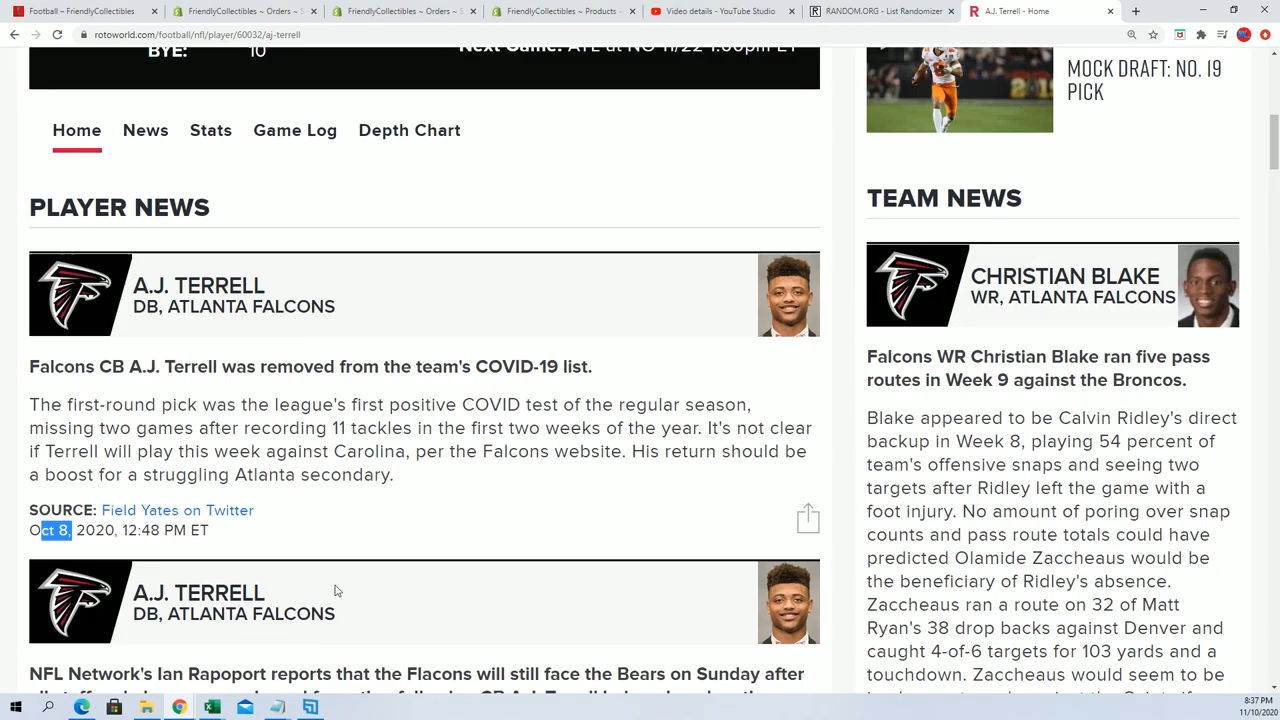 Football – FriendlyCollectibles
FriendlyCollectibles ~ Orders ~ S
FriendlyCollectibles ~ Orders ~ S
FriendlyCollectibles ~ Products ~
Video details - YouTube Studio
RANDOM.ORG - List Randomizer
A.J. Terrell - Home
rotoworld.com/football/nfl/player/60032/aj-terrell
BYE: 10
Next Game: ATL at NO 11/22 1:00pm ET
MOCK DRAFT: NO. 19
PICK
Home News Stats Game Log Depth Chart
PLAYER NEWS
A.J. TERRELL
DB, ATLANTA FALCONS
Falcons CB A.J. Terrell was removed from the team's COVID-19 list.
The first-round pick was the league's first positive COVID test of the regular season,
missing two games after recording 11 tackles in the first two weeks of the year. It's not clear
if Terrell will play this week against Carolina, per the Falcons website. His return should be
a boost for a struggling Atlanta secondary.
SOURCE: Field Yates on Twitter
Oct 8, 2020, 12:48 PM ET
A.J. TERRELL
DB, ATLANTA FALCONS
NFL Network's Ian Rapoport reports that the Flacons will still face the Bears on Sunday after
TEAM NEWS
CHRISTIAN BLAKE
WR, ATLANTA FALCONS
Falcons WR Christian Blake ran five pass
routes in Week 9 against the Broncos.
Blake appeared to be Calvin Ridley's direct
backup in Week 8, playing 54 percent of
team's offensive snaps and seeing two
targets after Ridley left the game with a
foot injury. No amount of poring over snap
counts and pass route totals could have
predicted Olamide Zaccheaus would be
the beneficiary of Ridley's absence.
Zaccheaus ran a route on 32 of Matt
Ryan's 38 drop backs against Denver and
caught 4-of-6 targets for 103 yards and a
touchdown. Zaccheaus would seem to be
8:37 PM
11/10/2020